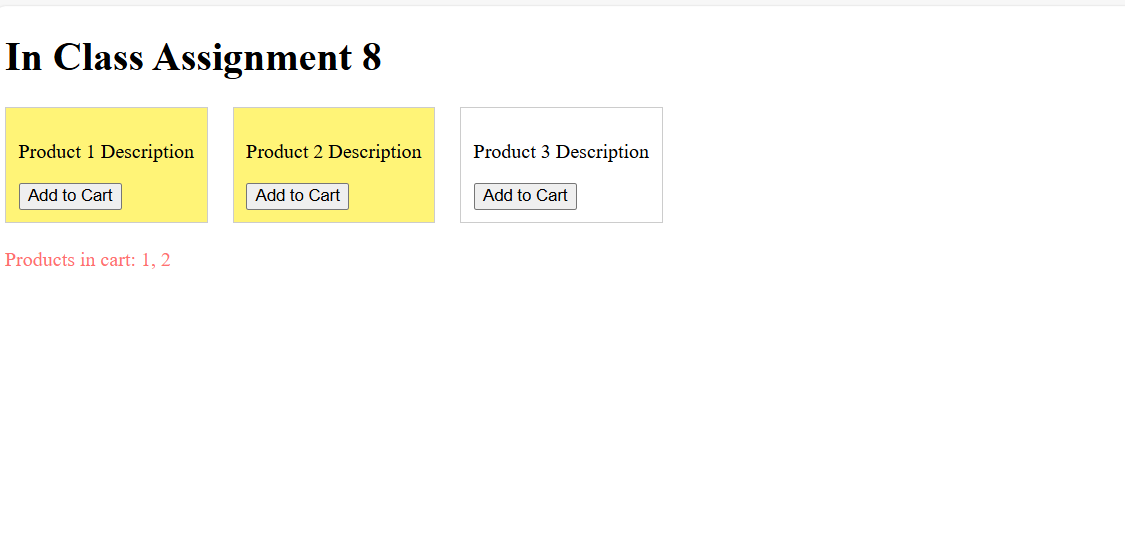 In Class Assignment 8
Product 1 Description
Add to Cart
Product 2 Description
Add to Cart
Product 3 Description
Add to Cart
Products in cart: 1, 2